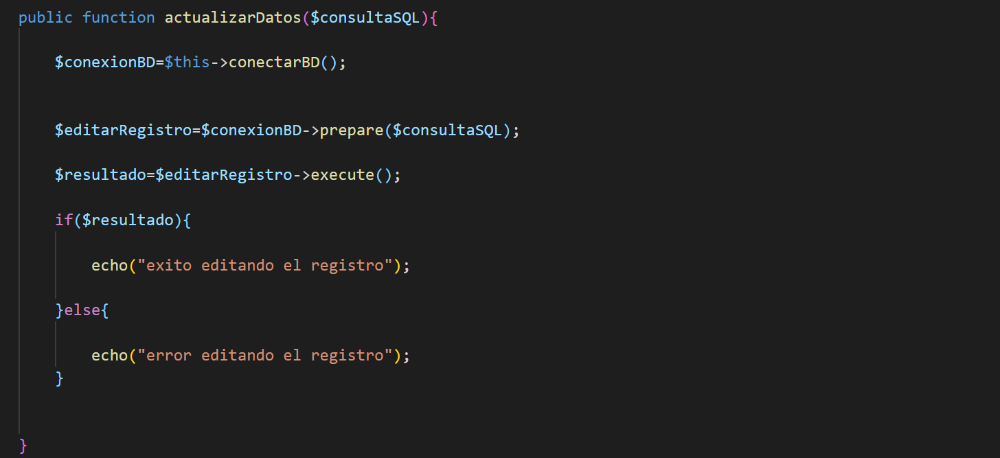 public function actualizarDatos($consultaSQL){
$conexionBD=$this->conectarBD();
$editarRegistro=$conexionBD->prepare($consultaSQL);
$resultado=$editarRegistro->execute();
if($resultado){
echo("exito editando el registro");
}else{
echo("error editando el registro");
}
}